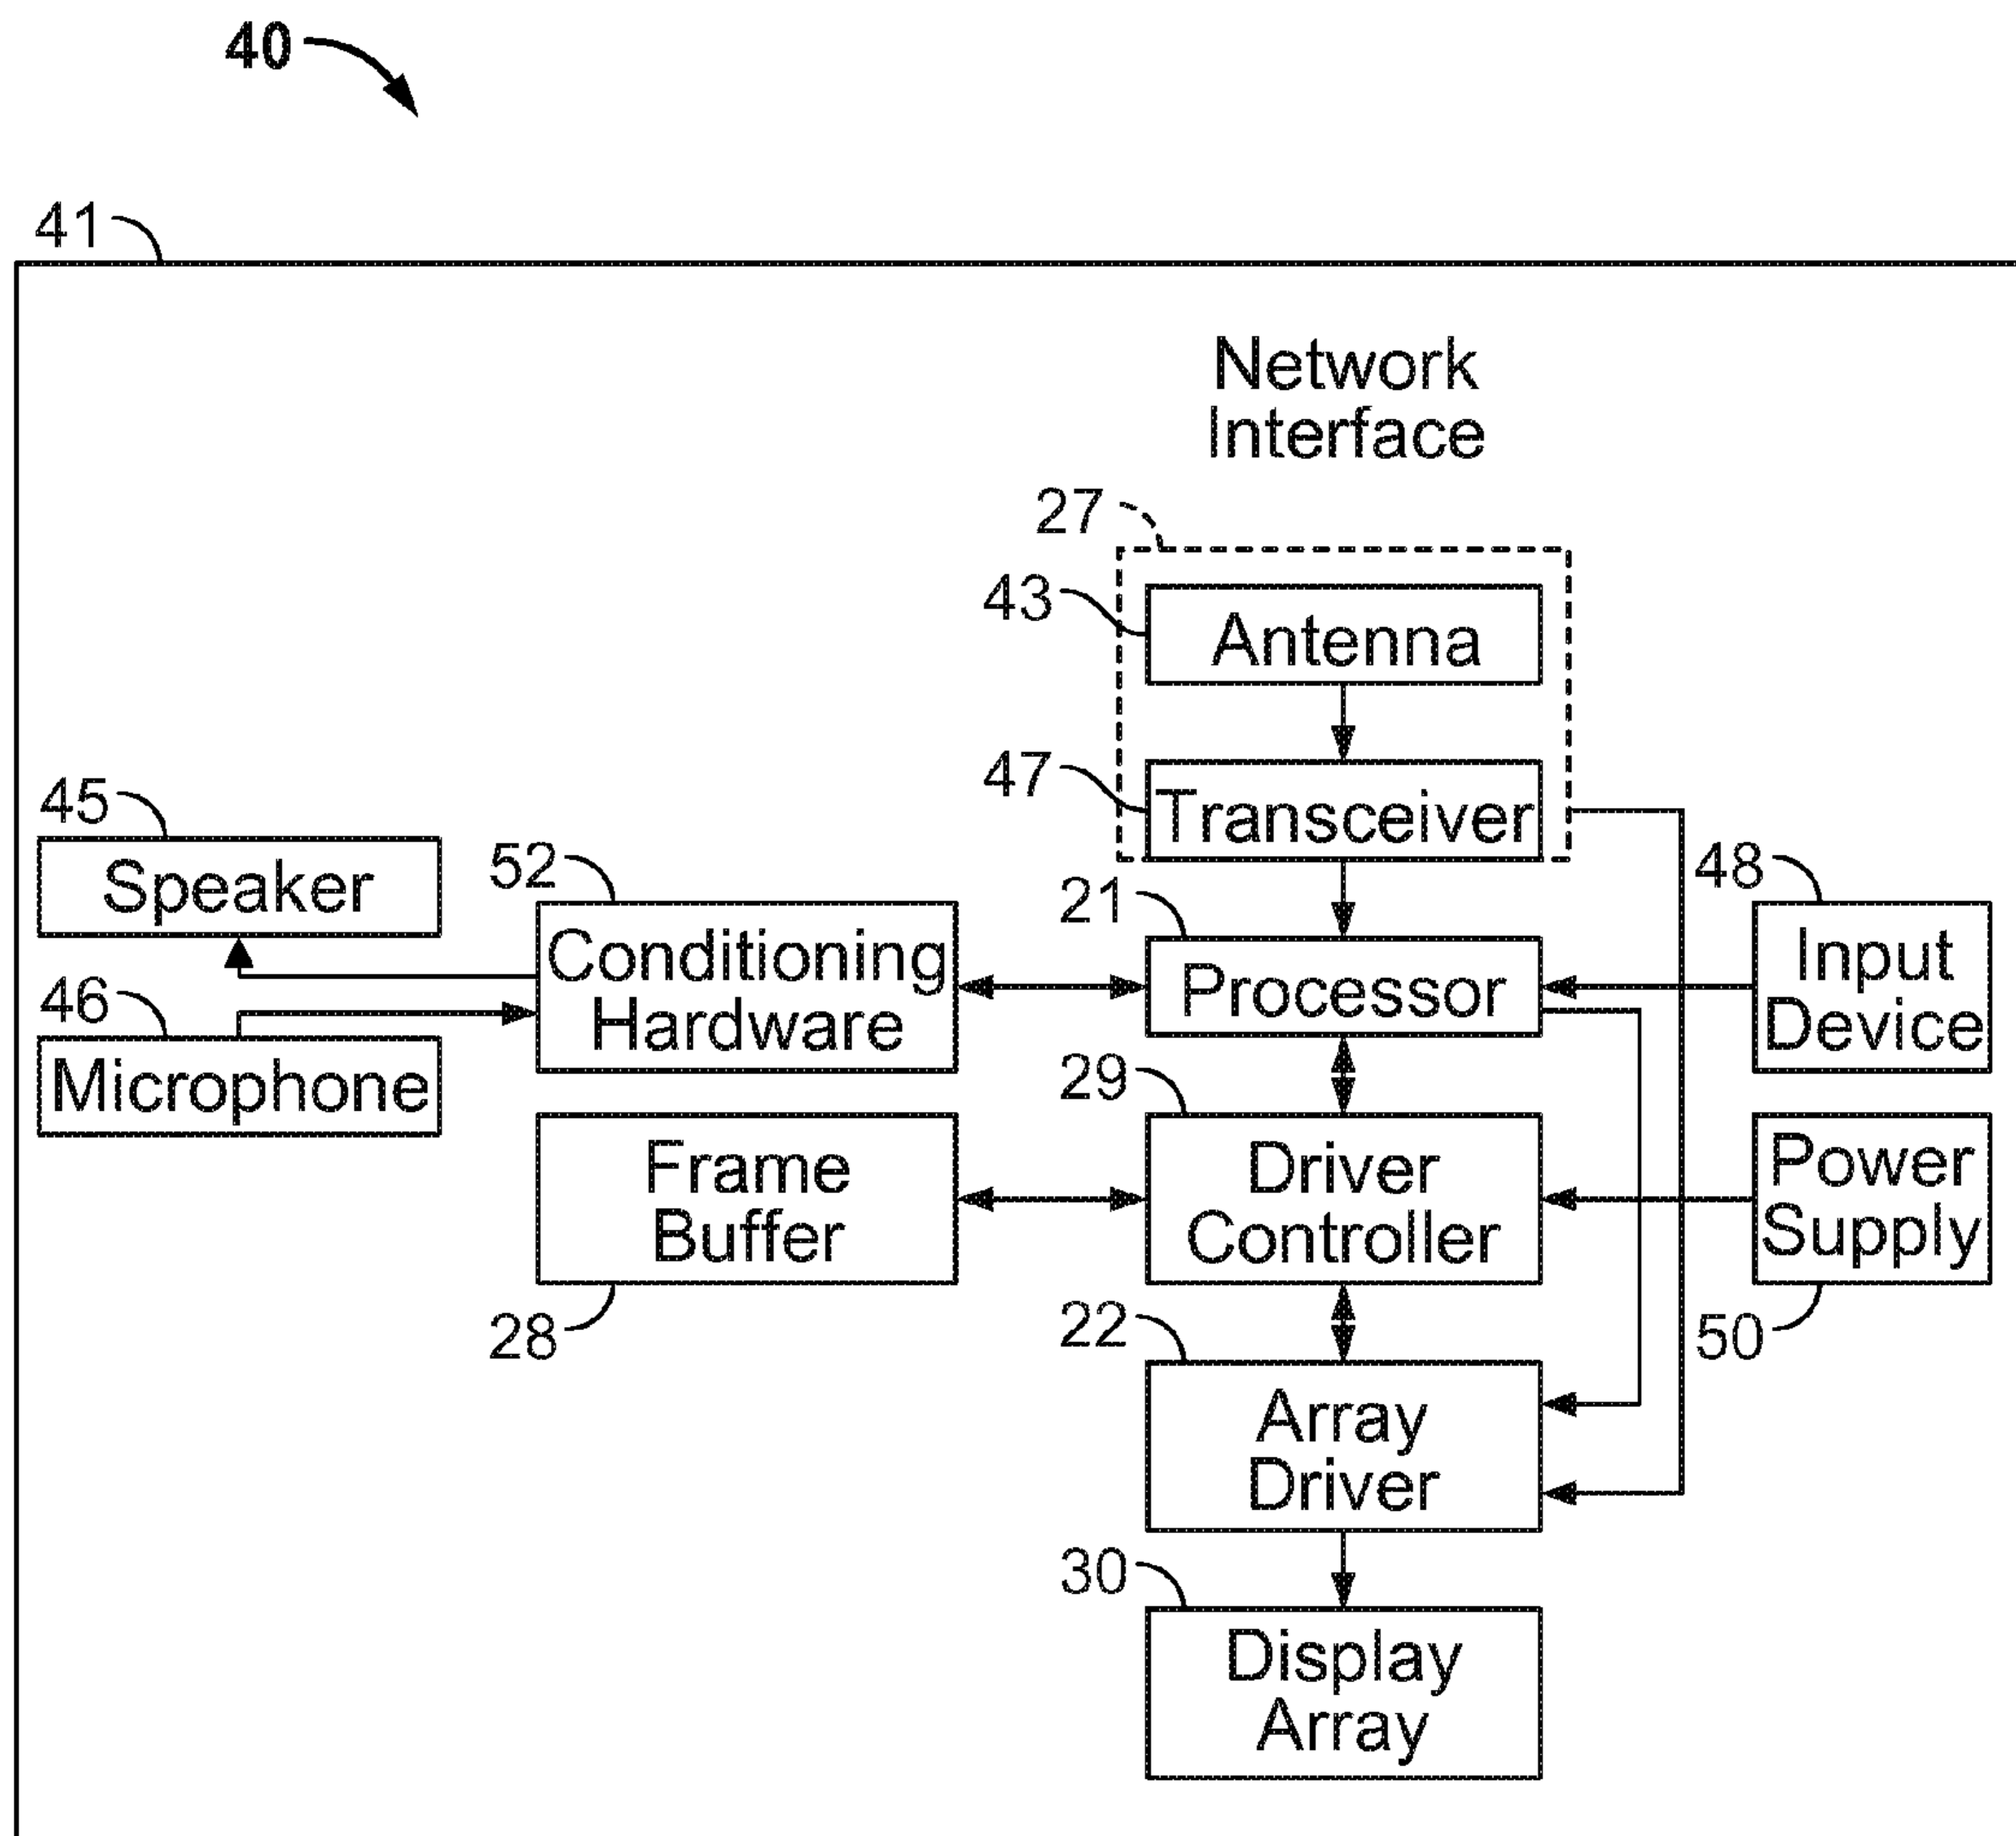 40
41
Network
Interface
27
43
Antenna
47
Transceiver
45
Speaker
52
Conditioning
Hardware
21
Processor
48
Input
Device
46
Microphone
29
Driver
Controller
Frame
Buffer
28
Power
Supply
50
22
Array
Driver
30
Display
Array